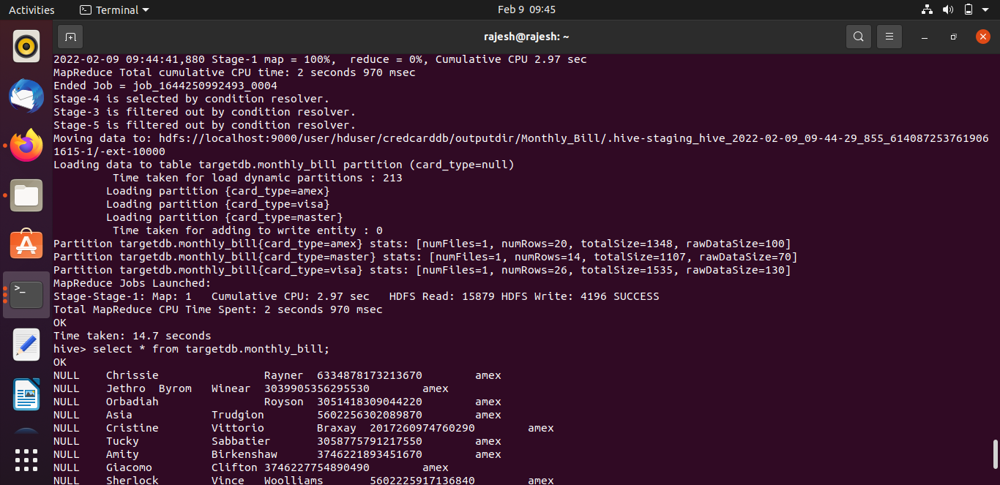 Activities Terminal Feb 9 09:45
rajesh@rajesh: ~
2022-02-09 09:44:41,880 Stage-1 map = 100%,  reduce = 0%, Cumulative CPU 2.97 sec
MapReduce Total cumulative CPU time: 2 seconds 970 msec
Ended Job = job_1644250992493_0004
Stage-4 is selected by condition resolver.
Stage-3 is filtered out by condition resolver.
Stage-5 is filtered out by condition resolver.
Moving data to: hdfs://localhost:9000/user/hduser/credcarddb/outputdir/Monthly_Bill/.hive-staging_hive_2022-02-09_09-44-29_855_614087253761906
1615-1/-ext-10000
Loading data to table targetdb.monthly_bill partition (card_type=null)
         Time taken for load dynamic partitions : 213
        Loading partition {card_type=amex}
        Loading partition {card_type=visa}
        Loading partition {card_type=master}
         Time taken for adding to write entity : 0
Partition targetdb.monthly_bill{card_type=amex} stats: [numFiles=1, numRows=20, totalSize=1348, rawDataSize=100]
Partition targetdb.monthly_bill{card_type=master} stats: [numFiles=1, numRows=14, totalSize=1107, rawDataSize=70]
Partition targetdb.monthly_bill{card_type=visa} stats: [numFiles=1, numRows=26, totalSize=1535, rawDataSize=130]
MapReduce Jobs Launched:
Stage-Stage-1: Map: 1   Cumulative CPU: 2.97 sec   HDFS Read: 15879 HDFS Write: 4196 SUCCESS
Total MapReduce CPU Time Spent: 2 seconds 970 msec
OK
Time taken: 14.7 seconds
hive> select * from targetdb.monthly_bill;
OK
NULL    Chrissie                Rayner  6334878173213670        amex
NULL    Jethro  Byrom   Winear  3039905356295530        amex
NULL    Orbadiah                Royson  3051418309044220        amex
NULL    Asia            Trudgion        5602256302089870        amex
NULL    Cristine        Vittorio        Braxay  2017260974760290        amex
NULL    Tucky           Sabbatier       3058775791217550        amex
NULL    Amity           Birkenshaw      3746221893451670        amex
NULL    Giacomo         Clifton 3746227754890490        amex
NULL    Sherlock        Vince   Woolliams       5602225917136840        amex